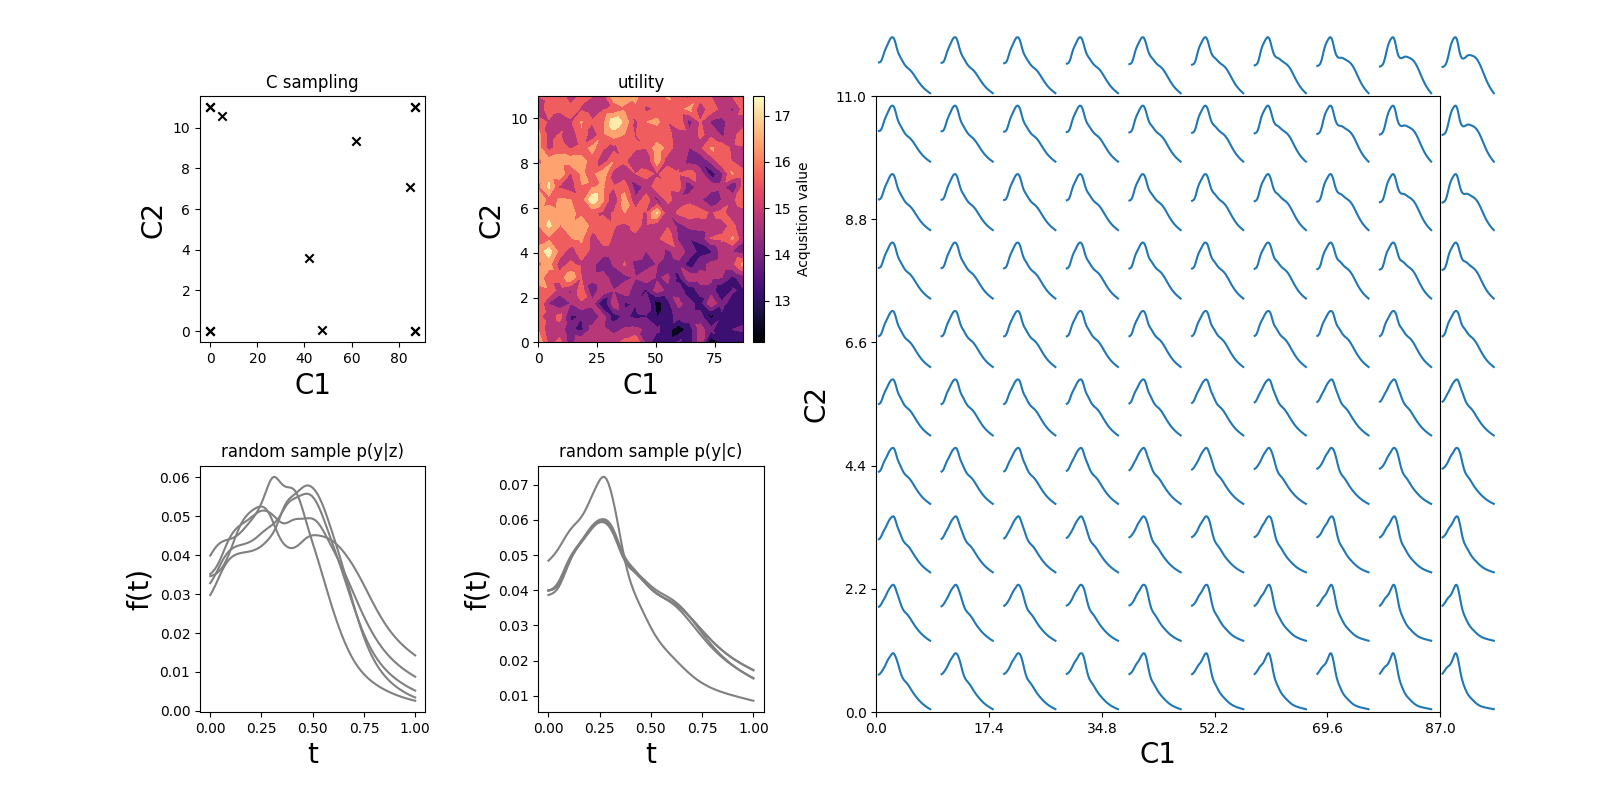 C sampling
C2
10
8
6
4
2
0
0 20 40 60 80
C1
utility
C2
10
8
6
4
2
0
0 25 50 75
C1
17
16
15
14
13
Acqusition value
random sample p(y|z)
f(t)
0.06
0.05
0.04
0.03
0.02
0.01
0.00
0.00 0.25 0.50 0.75 1.00
t
random sample p(y|c)
f(t)
0.07
0.06
0.05
0.04
0.03
0.02
0.01
0.00 0.25 0.50 0.75 1.00
t
C2
11.0
8.8
6.6
4.4
2.2
0.0
0.0 17.4 34.8 52.2 69.6 87.0
C1